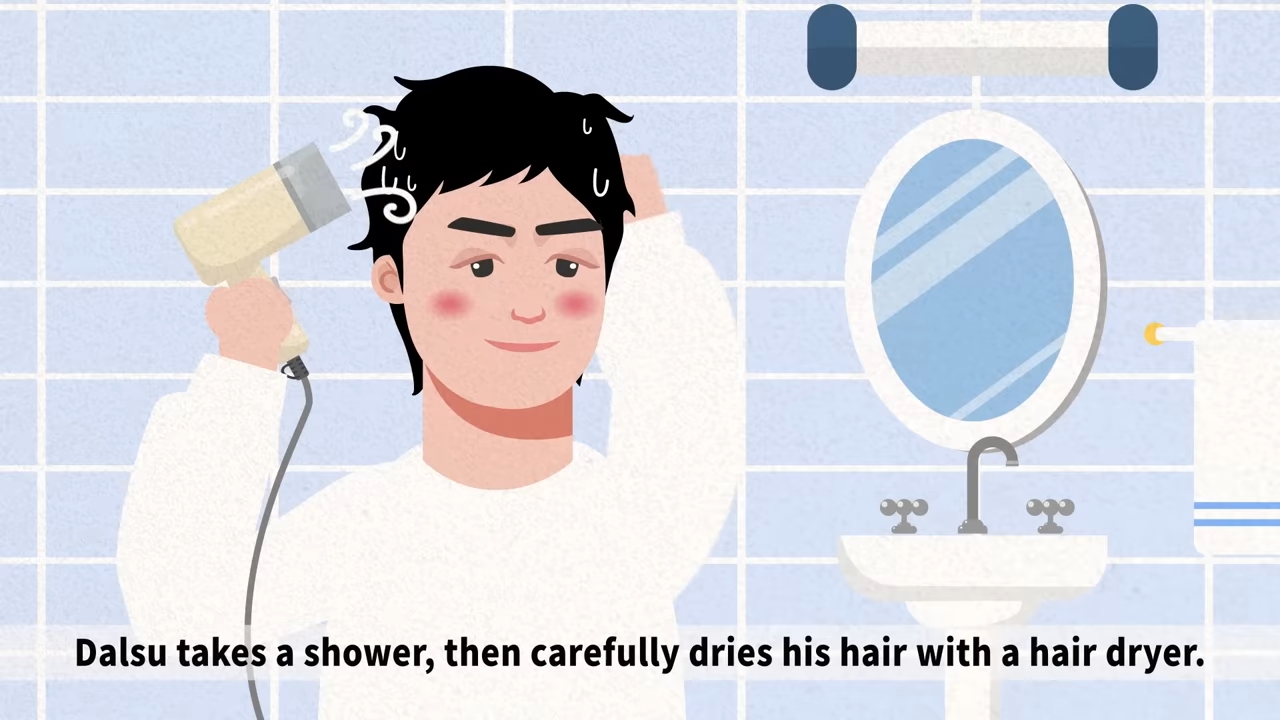 Dalsu takes a shower, then carefully dries his hair with a hair dryer.